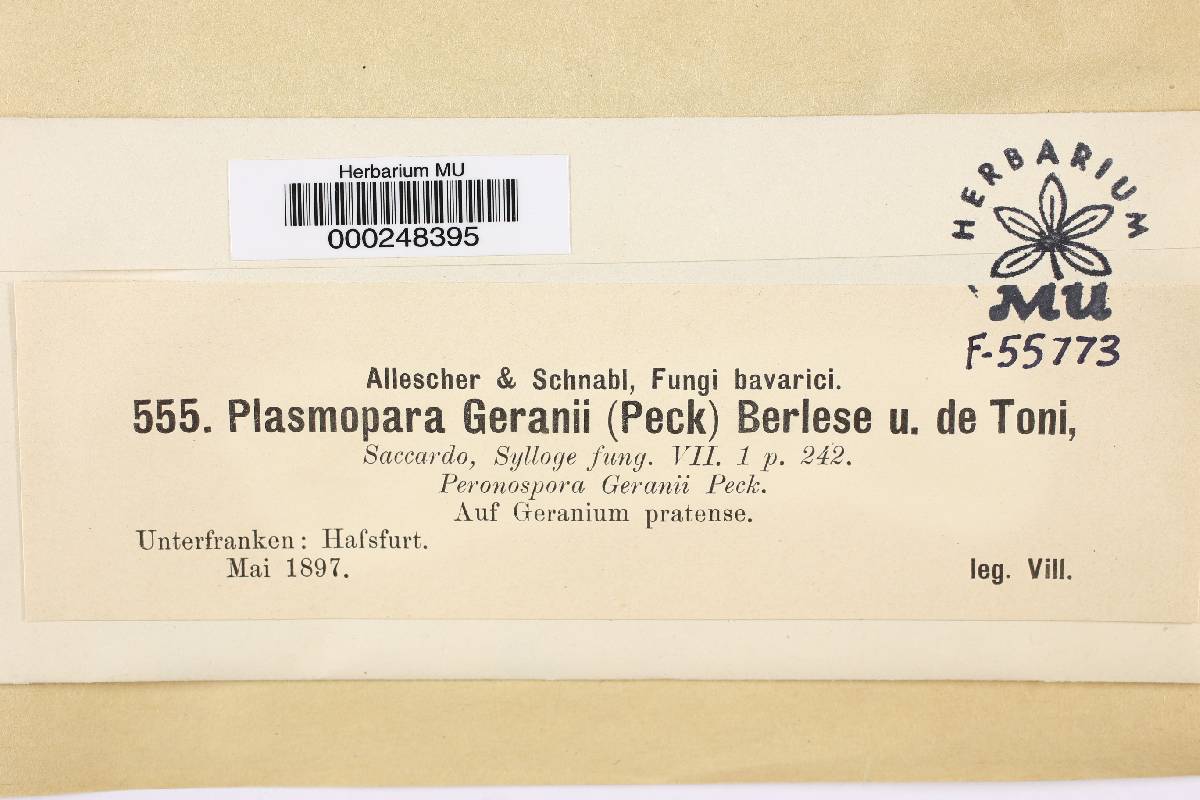 Herbarium MU
000248395
HERBARIUM
MU
F-55773
Allescher & Schnabl, Fungi bavarici.
555. Plasmopara Geranii (Peck) Berlese u. de Toni,
Saccardo, Sylloge fung. VII. 1 p. 242.
Peronospora Geranii Peck.
Auf Geranium pratense.
Unterfranken: Haſsfurt.
Mai 1897.
leg. Vill.